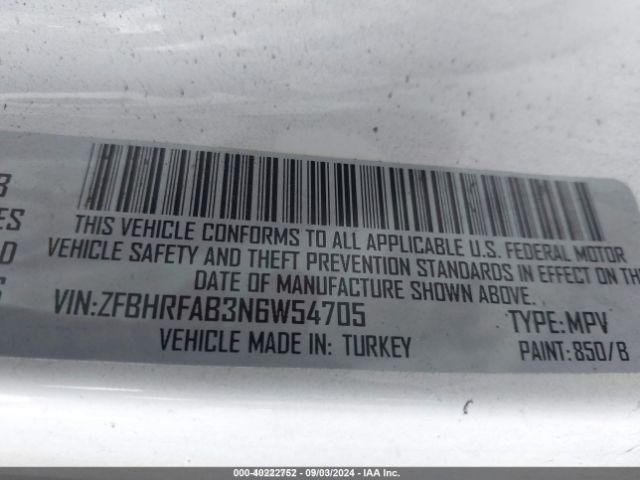 B
ES
D
THIS VEHICLE CONFORMS TO ALL APPLICABLE U.S. FEDERAL MOTOR
VEHICLE SAFETY AND THEFT PREVENTION STANDARDS IN EFFECT ON TH
DATE OF MANUFACTURE SHOWN ABOVE.
VIN:ZFBHRFAB3N6W54705 TYPE:MPV
VEHICLE MADE IN: TURKEY PAINT:850/B
000-40222752 - 09/03/2024 - IAA Inc.